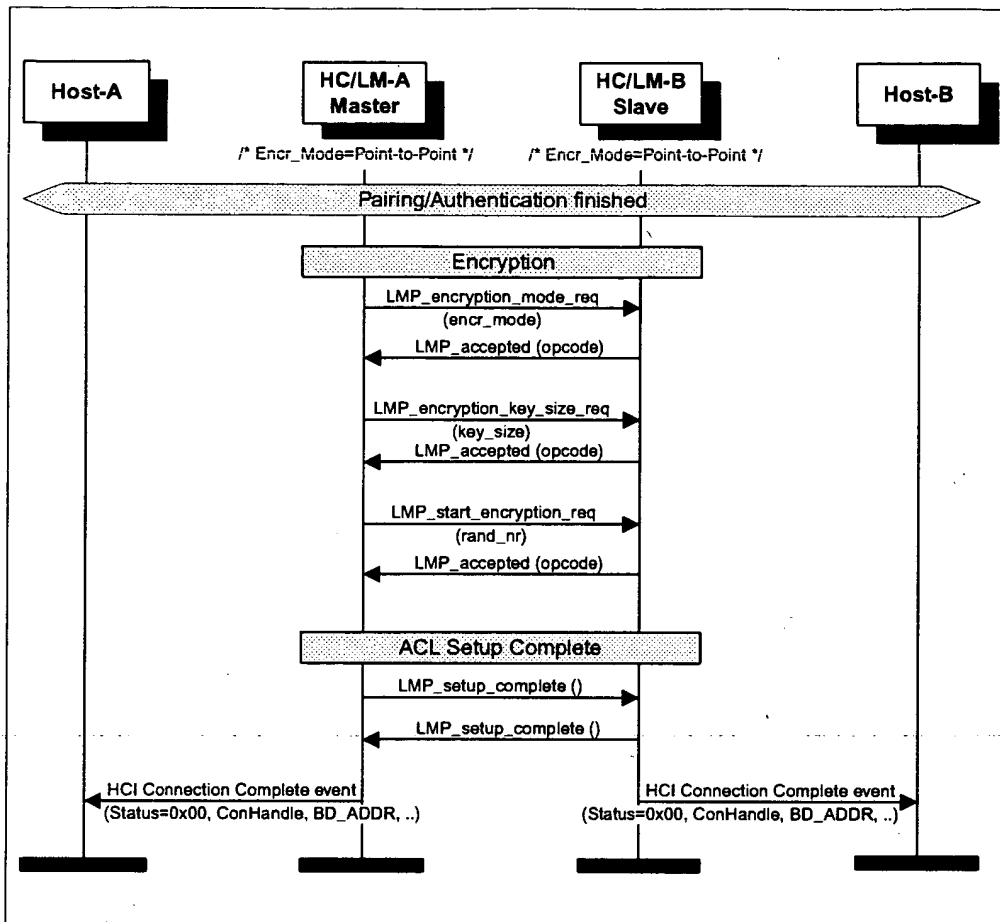 Host-A
HC/LM-A
Master
HC/LM-B
Slave
Host-B
/* Encr_Mode=Point-to-Point */
/* Encr_Mode=Point-to-Point */
Pairing/Authentication finished
Encryption
LMP_encryption_mode_req
(encr_mode)
LMP_accepted (opcode)
LMP_encryption_key_size_req
(key_size)
LMP_accepted (opcode)
LMP_start_encryption_req
(rand_nr)
LMP_accepted (opcode)
ACL Setup Complete
LMP_setup_complete ()
LMP_setup_complete ()
HCI Connection Complete event
(Status=0x00, ConHandle, BD_ADDR, ..)
HCI Connection Complete event
(Status=0x00, ConHandle, BD_ADDR, ..)